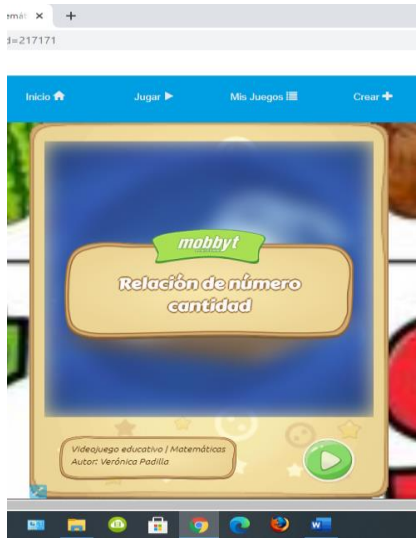 emát
d=217171
Inicio
Jugar
Mis Juegos
Crear
mobbyt
Relación de número
cantidad
Videojuego educativo | Matemáticas
Autor: Verónica Padilla